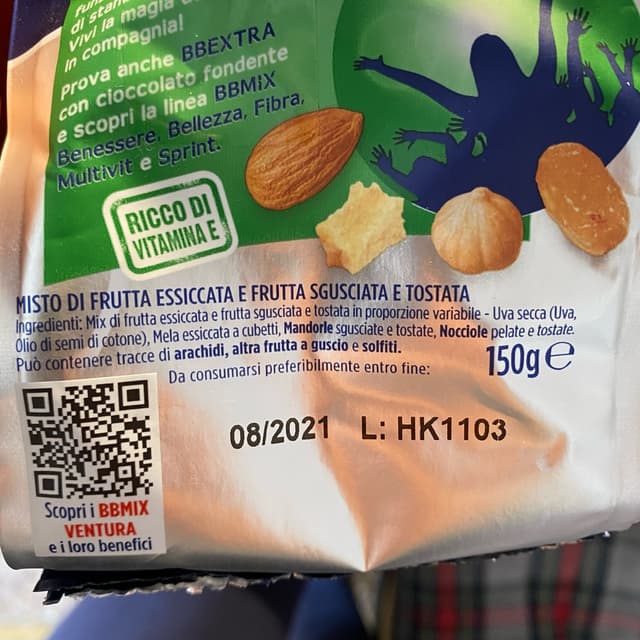 di stan
Vivi la magia d
in compagnia!
Prova anche BBEXTRA
con cioccolato fondente
e scopri la linea BBMIX
Benessere, Bellezza, Fibra,
Multivit e Sprint.
RICCO DI
VITAMINA E
MISTO DI FRUTTA ESSICCATA E FRUTTA SGUSCIATA E TOSTATA
Ingredienti: Mix di frutta essiccata e frutta sgusciata e tostata in proporzione variabile - Uva secca (Uva,
Olio di semi di cotone), Mela essiccata a cubetti, Mandorle sgusciate e tostate, Nocciole pelate e tostate.
Può contenere tracce di arachidi, altra frutta a guscio e solfiti.
150g e
Da consumarsi preferibilmente entro fine:
08/2021 L: HK1103
Scopri i BBMIX
VENTURA
e i loro benefici